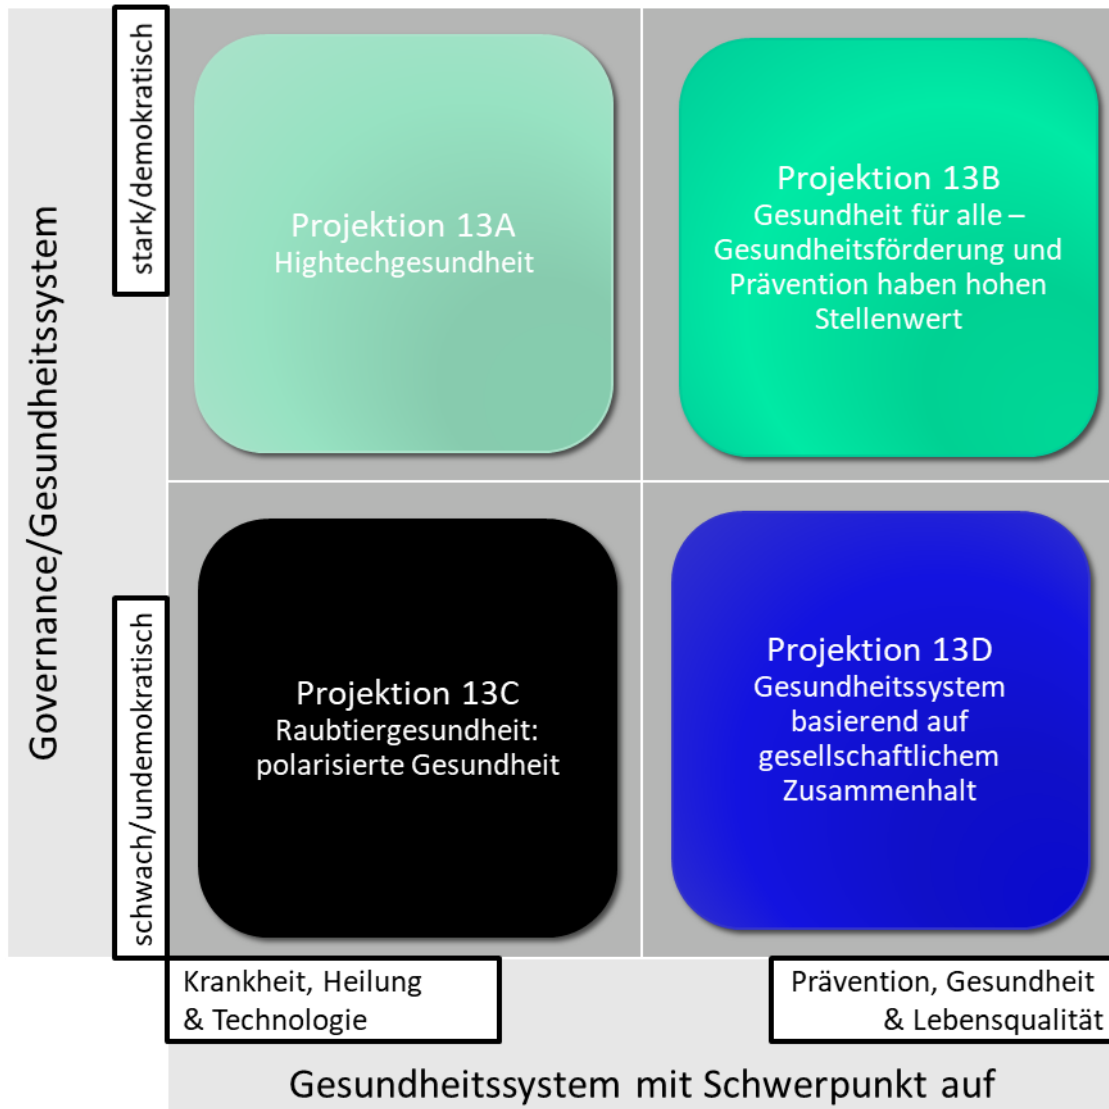 Governance/Gesundheitssystem
stark/demokratisch
Projektion 13A
Hightechgesundheit
Projektion 13B
Gesundheit für alle –
Gesundheitsförderung und
Prävention haben hohen
Stellenwert
schwach/undemokratisch
Projektion 13C
Raubtiergesundheit:
polarisierte Gesundheit
Projektion 13D
Gesundheitssystem
basierend auf
gesellschaftlichem
Zusammenhalt
Krankheit, Heilung
& Technologie
Prävention, Gesundheit
& Lebensqualität
Gesundheitssystem mit Schwerpunkt auf